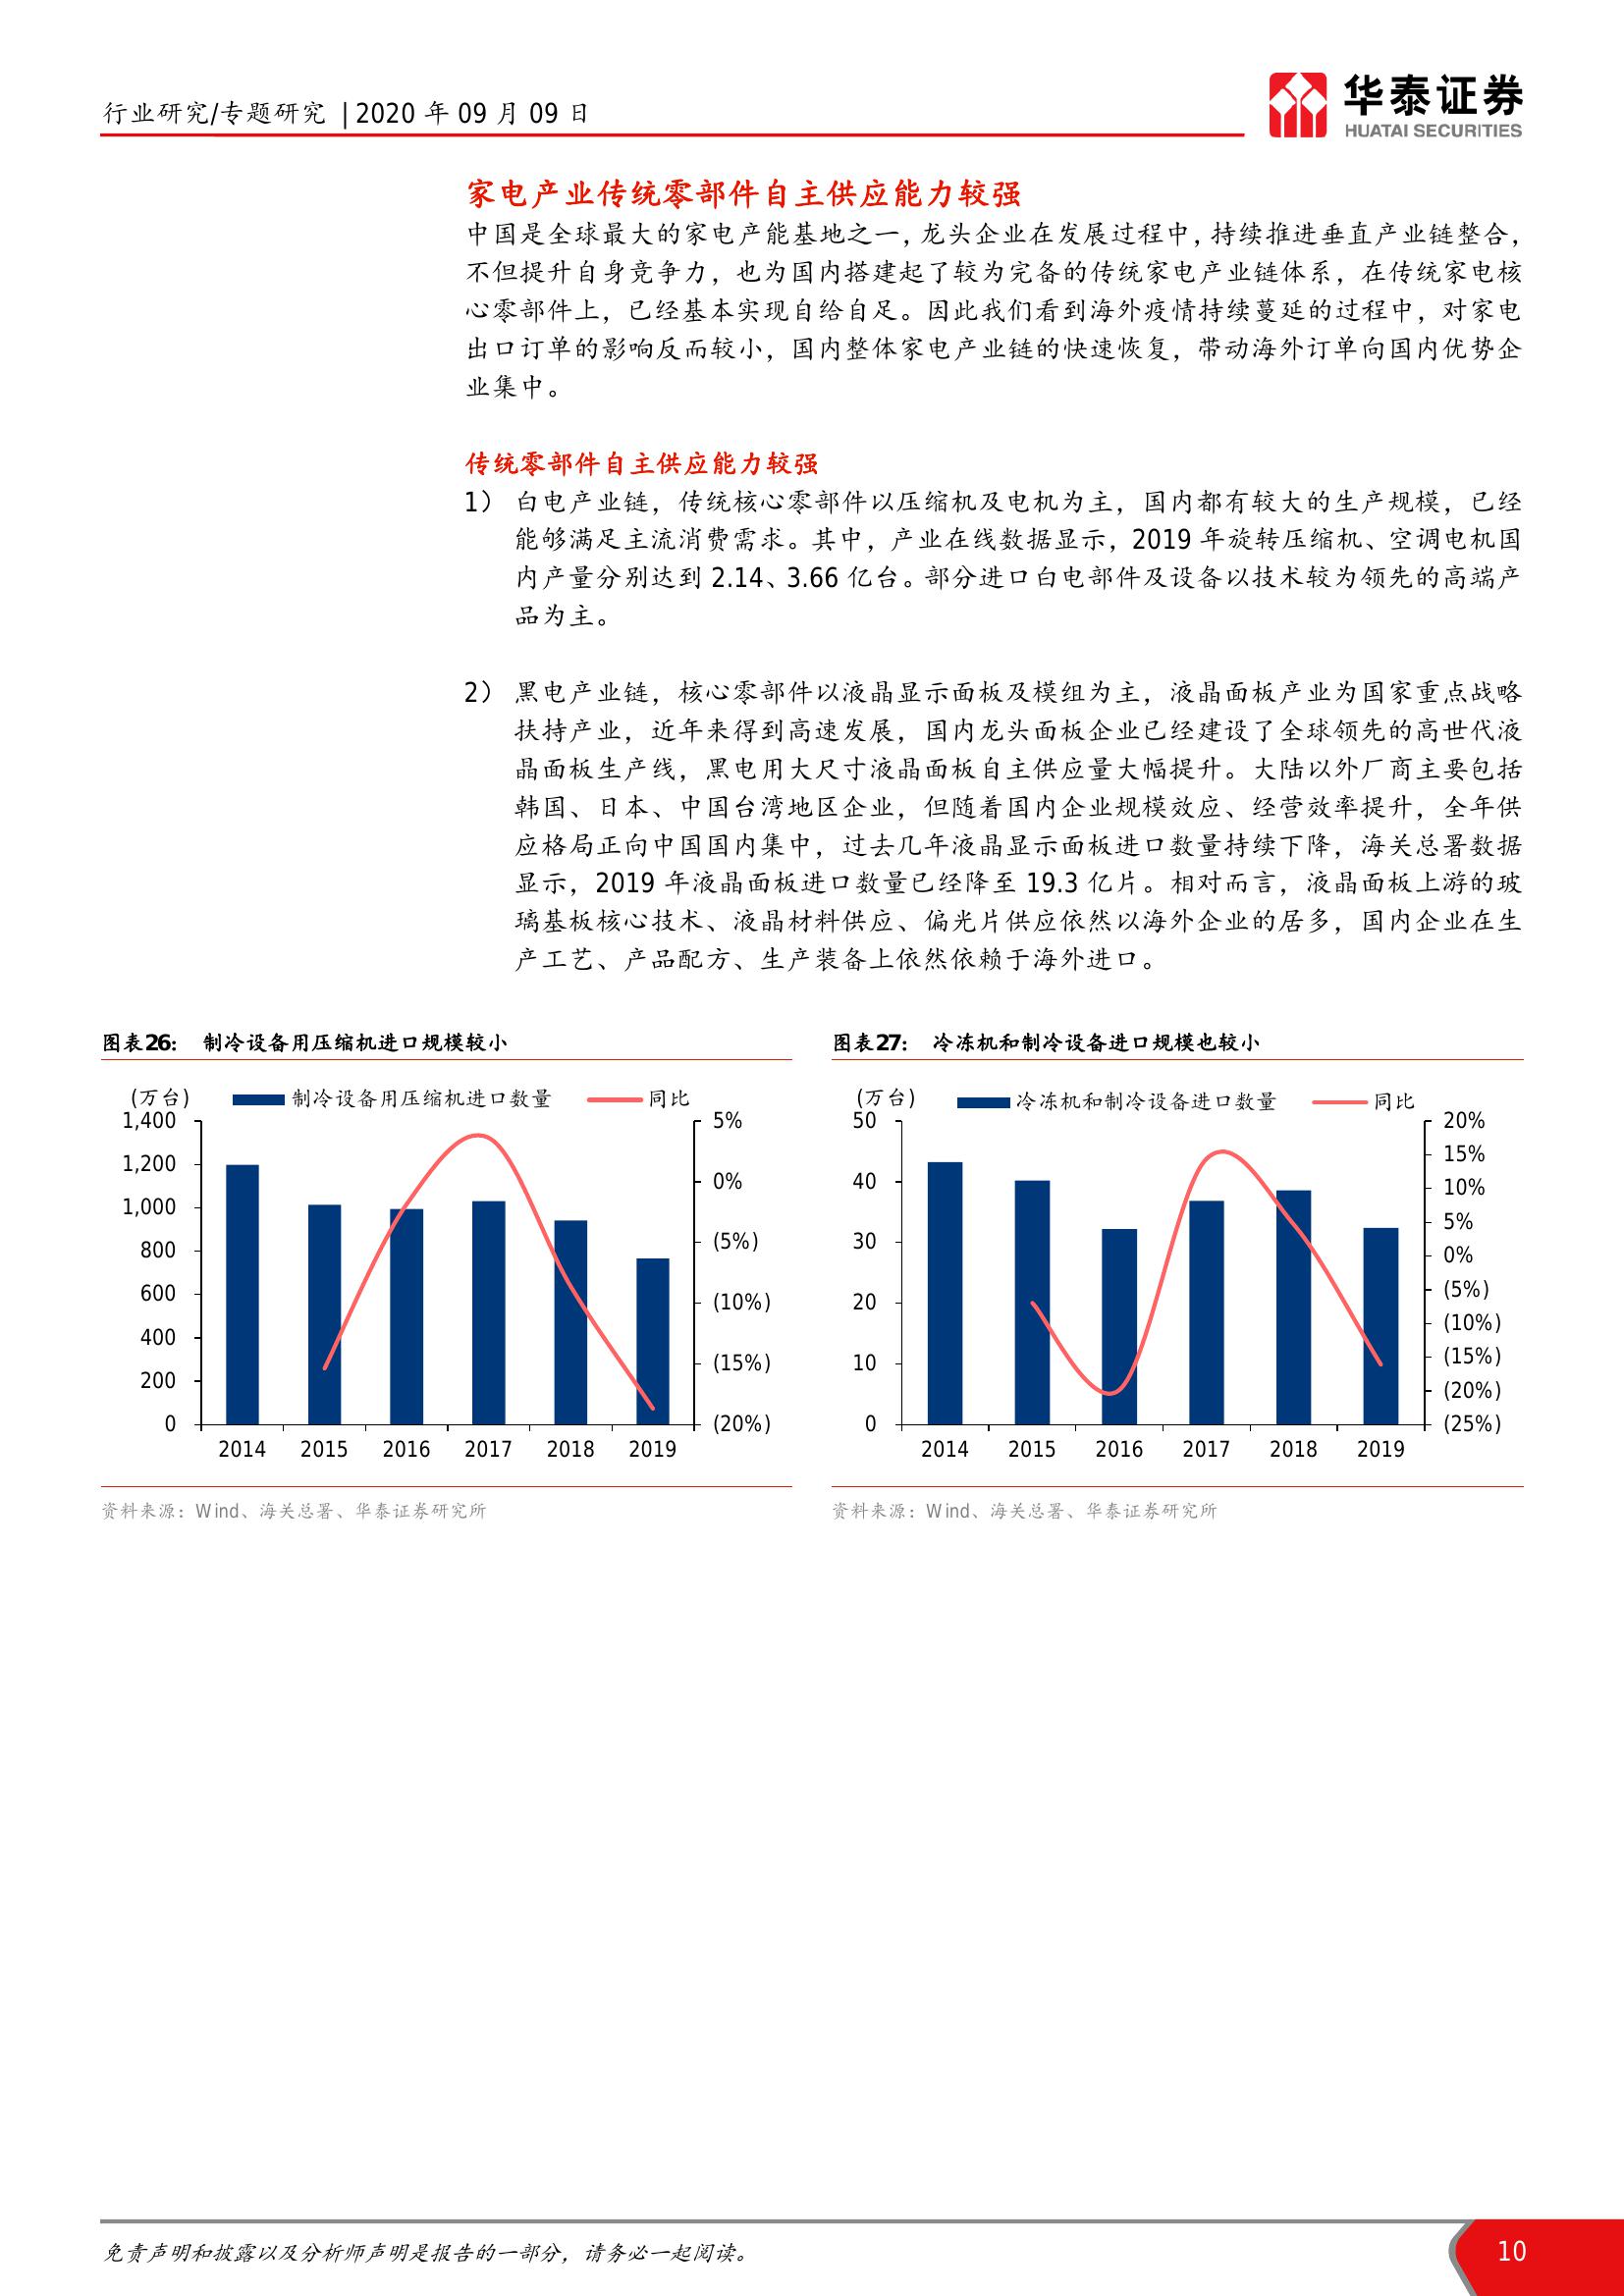 行业研究/专题研究 | 2020 年 09 月 09 日
华泰证券
HUATAI SECURITIES
家电产业传统零部件自主供应能力较强
中国是全球最大的家电产能基地之一，龙头企业在发展过程中，持续推进垂直产业链整合，
不但提升自身竞争力，也为国内搭建起了较为完备的传统家电产业链体系，在传统家电核
心零部件上，已经基本实现自给自足。因此我们看到海外疫情持续蔓延的过程中，对家电
出口订单的影响反而较小，国内整体家电产业链的快速恢复，带动海外订单向国内优势企
业集中。
传统零部件自主供应能力较强
1） 白电产业链，传统核心零部件以压缩机及电机为主，国内都有较大的生产规模，已经
能够满足主流消费需求。其中，产业在线数据显示，2019 年旋转压缩机、空调电机国
内产量分别达到 2.14、3.66 亿台。部分进口白电部件及设备以技术较为领先的高端产
品为主。
2） 黑电产业链，核心零部件以液晶显示面板及模组为主，液晶面板产业为国家重点战略
扶持产业，近年来得到高速发展，国内龙头面板企业已经建设了全球领先的高世代液
晶面板生产线，黑电用大尺寸液晶面板自主供应量大幅提升。大陆以外厂商主要包括
韩国、日本、中国台湾地区企业，但随着国内企业规模效应、经营效率提升，全年供
应格局正向中国国内集中，过去几年液晶显示面板进口数量持续下降，海关总署数据
显示，2019 年液晶面板进口数量已经降至 19.3 亿片。相对而言，液晶面板上游的玻
璃基板核心技术、液晶材料供应、偏光片供应依然以海外企业的居多，国内企业在生
产工艺、产品配方、生产装备上依然依赖于海外进口。
图表26： 制冷设备用压缩机进口规模较小
(万台) 制冷设备用压缩机进口数量 同比
1,400 5%
1,200
0%
1,000
(5%)
800
600
(10%)
400
(15%)
200
0 (20%)
2014 2015 2016 2017 2018 2019
资料来源：Wind、海关总署、华泰证券研究所
图表27： 冷冻机和制冷设备进口规模也较小
(万台) 冷冻机和制冷设备进口数量 同比
50 20%
15%
40 10%
5%
30 0%
(5%)
20 (10%)
(15%)
10 (20%)
0 (25%)
2014 2015 2016 2017 2018 2019
资料来源：Wind、海关总署、华泰证券研究所
免责声明和披露以及分析师声明是报告的一部分，请务必一起阅读。
10